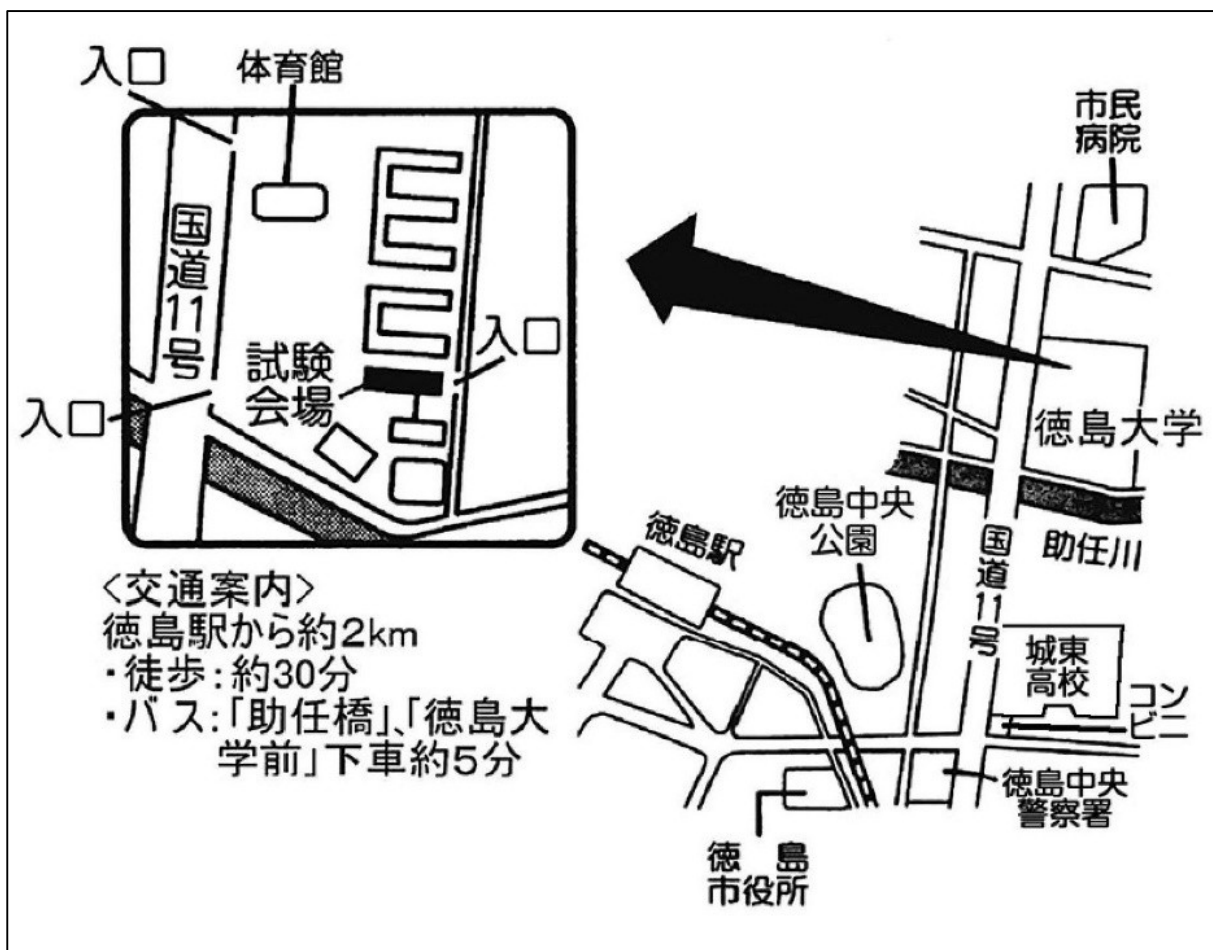 入口
体育館
国道11号
試験
会場
入口
入口
<交通案内>
徳島駅から約2km
・徒歩:約30分
・バス:「助任橋」、「徳島大
学前」下車約5分
市民
病院
徳島大学
助任川
徳島中央
公園
徳島駅
国道11号
城東
高校
コン
ビニ
徳島中央
警察署
徳島
市役所